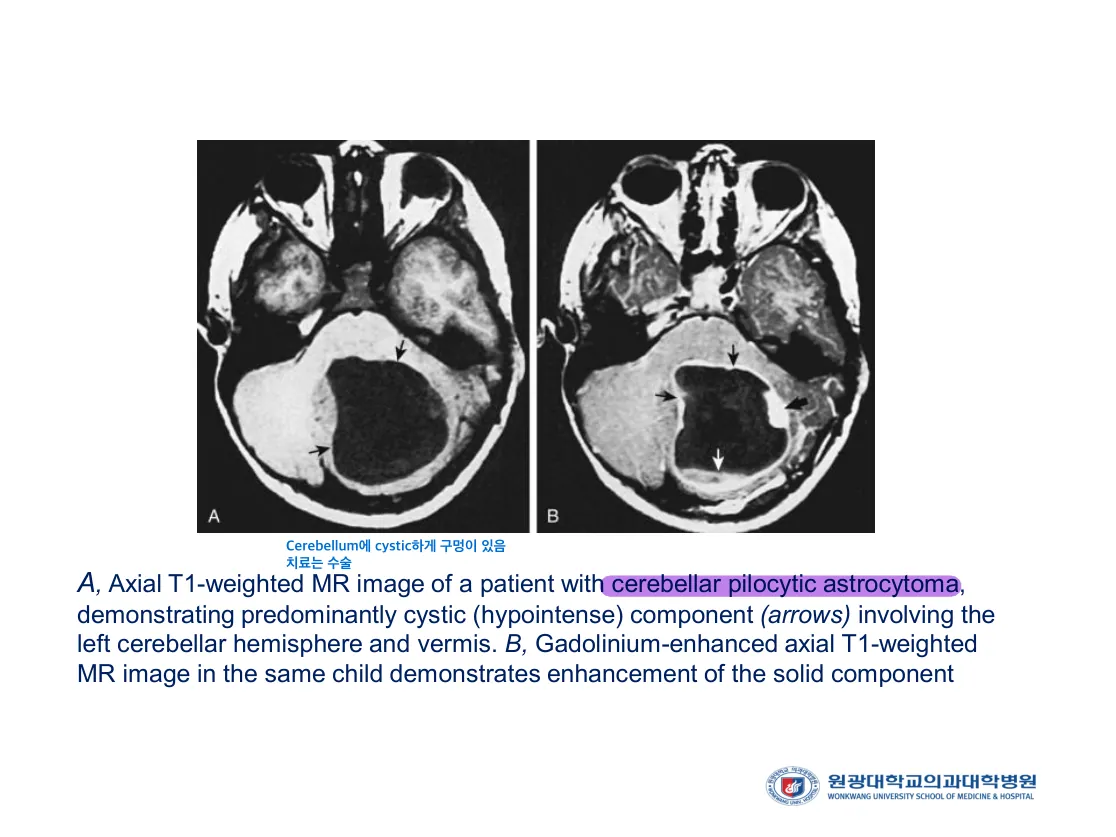 A
B
Cerebellum에 cystic하게 구멍이 있음
치료는 수술
A, Axial T1-weighted MR image of a patient with cerebellar pilocytic astrocytoma,
demonstrating predominantly cystic (hypointense) component (arrows) involving the
left cerebellar hemisphere and vermis. B, Gadolinium-enhanced axial T1-weighted
MR image in the same child demonstrates enhancement of the solid component
원광대학교의과대학병원
WONKWANG UNIVERSITY SCHOOL OF MEDICINE & HOSPITAL